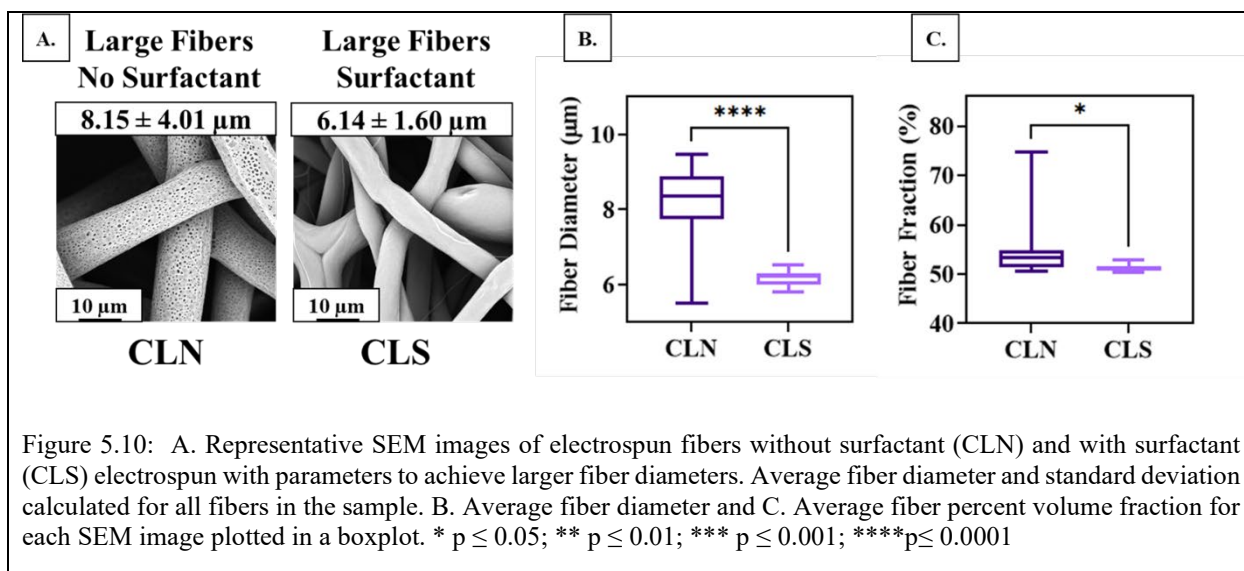 A.
Large Fibers
No Surfactant
8.15 ± 4.01 µm
10 µm
CLN
Large Fibers
Surfactant
6.14 ± 1.60 µm
10 µm
CLS
B.
Fiber Diameter (µm)
10
8
6
****
CLN CLS
C.
Fiber Fraction (%)
80
70
60
50
40
*
CLN CLS
Figure 5.10: A. Representative SEM images of electrospun fibers without surfactant (CLN) and with surfactant
(CLS) electrospun with parameters to achieve larger fiber diameters. Average fiber diameter and standard deviation
calculated for all fibers in the sample. B. Average fiber diameter and C. Average fiber percent volume fraction for
each SEM image plotted in a boxplot. * p ≤ 0.05; ** p ≤ 0.01; *** p ≤ 0.001; ****p≤ 0.0001